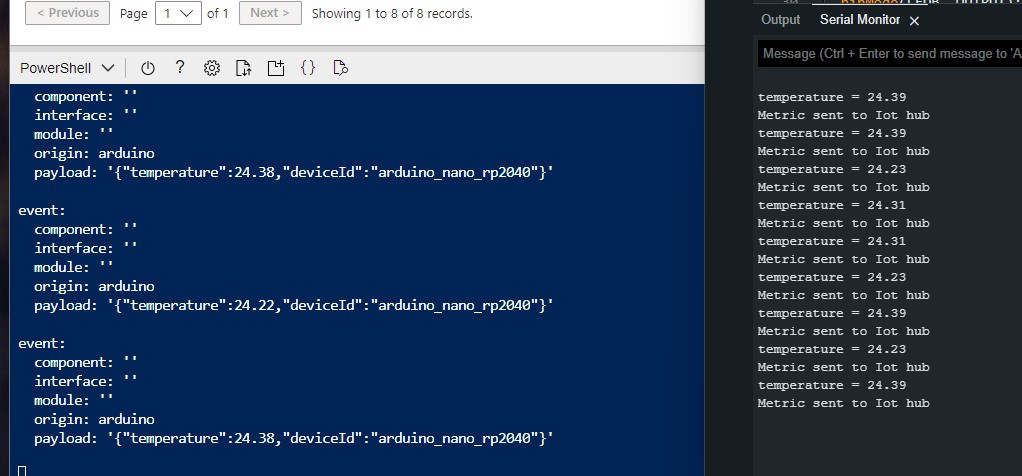 < Previous Page 1 of 1 Next > Showing 1 to 8 of 8 records.
PowerShell ? {}
component: ''
interface: ''
module: ''
origin: arduino
payload: '{"temperature":24.38,"deviceId":"arduino_nano_rp2040"}'
event:
component: ''
interface: ''
module: ''
origin: arduino
payload: '{"temperature":24.22,"deviceId":"arduino_nano_rp2040"}'
event:
component: ''
interface: ''
module: ''
origin: arduino
payload: '{"temperature":24.38,"deviceId":"arduino_nano_rp2040"}'
Output Serial Monitor ×
Message (Ctrl + Enter to send message to 'A
temperature = 24.39
Metric sent to Iot hub
temperature = 24.39
Metric sent to Iot hub
temperature = 24.23
Metric sent to Iot hub
temperature = 24.31
Metric sent to Iot hub
temperature = 24.31
Metric sent to Iot hub
temperature = 24.23
Metric sent to Iot hub
temperature = 24.39
Metric sent to Iot hub
temperature = 24.23
Metric sent to Iot hub
temperature = 24.39
Metric sent to Iot hub